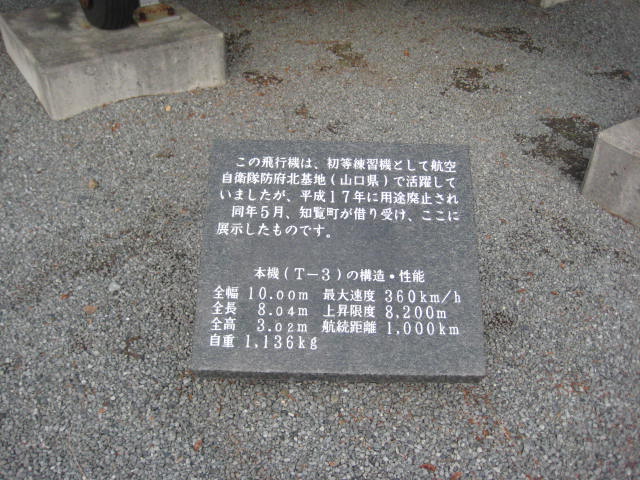 この飛行機は、初等練習機として航空
自衛隊防府北基地(山口県)で活躍して
いましたが、平成17年に用途廃止され
同年5月、知覧町が借り受け、ここに
展示したものです。
本機(T-3)の構造・性能
全幅 10.00m 最大速度 360km/h
全長 8.04m 上昇限度 8,200m
全高 3.02m 航続距離 1,000km
自重 1,136kg